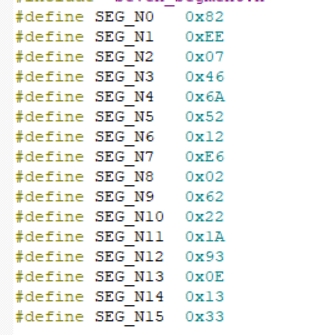 #define SEG_N0 0x82
#define SEG_N1 0xEE
#define SEG_N2 0x07
#define SEG_N3 0x46
#define SEG_N4 0x6A
#define SEG_N5 0x52
#define SEG_N6 0x12
#define SEG_N7 0xE6
#define SEG_N8 0x02
#define SEG_N9 0x62
#define SEG_N10 0x22
#define SEG_N11 0x1A
#define SEG_N12 0x93
#define SEG_N13 0x0E
#define SEG_N14 0x13
#define SEG_N15 0x33